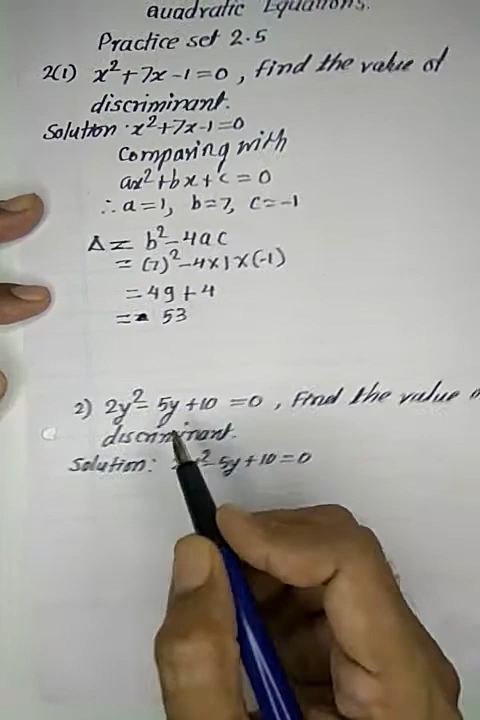 Quadratic Equations.
Practice set 2.5
2(1) x²+7x-1=0, find the value of
discriminant.
Solution: x²+7x-1=0
Comparing with
ax²+bx+c=0
∴ a=1, b=7, c=-1
Δ = b²-4ac
= (7)²-4×1×(-1)
= 49+4
= 53
2) 2y²-5y+10=0, Find the value
discriminant.
Solution: y²-5y+10=0